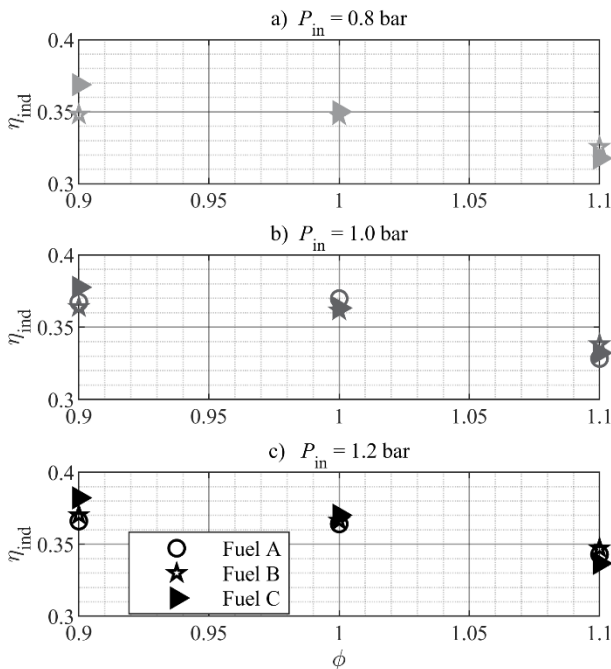 a) P_in = 0.8 bar
0.4
0.35
0.3
η_ind
0.9 0.95 1 1.05 1.1
b) P_in = 1.0 bar
0.4
0.35
0.3
η_ind
0.9 0.95 1 1.05 1.1
c) P_in = 1.2 bar
0.4
0.35
0.3
η_ind
Fuel A
Fuel B
Fuel C
0.9 0.95 1 1.05 1.1
ϕ